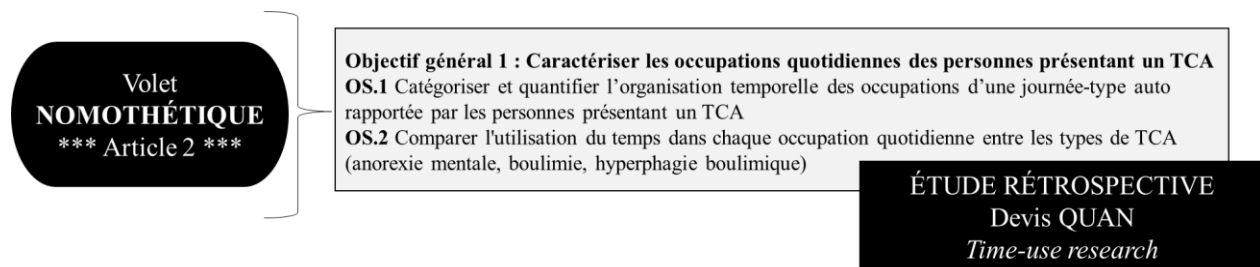 Volet
NOMOTHÉTIQUE
*** Article 2 ***
Objectif général 1 : Caractériser les occupations quotidiennes des personnes présentant un TCA
OS.1 Catégoriser et quantifier l’organisation temporelle des occupations d’une journée-type auto
rapportée par les personnes présentant un TCA
OS.2 Comparer l'utilisation du temps dans chaque occupation quotidienne entre les types de TCA
(anorexie mentale, boulimie, hyperphagie boulimique)
ÉTUDE RÉTROSPECTIVE
Devis QUAN
Time-use research